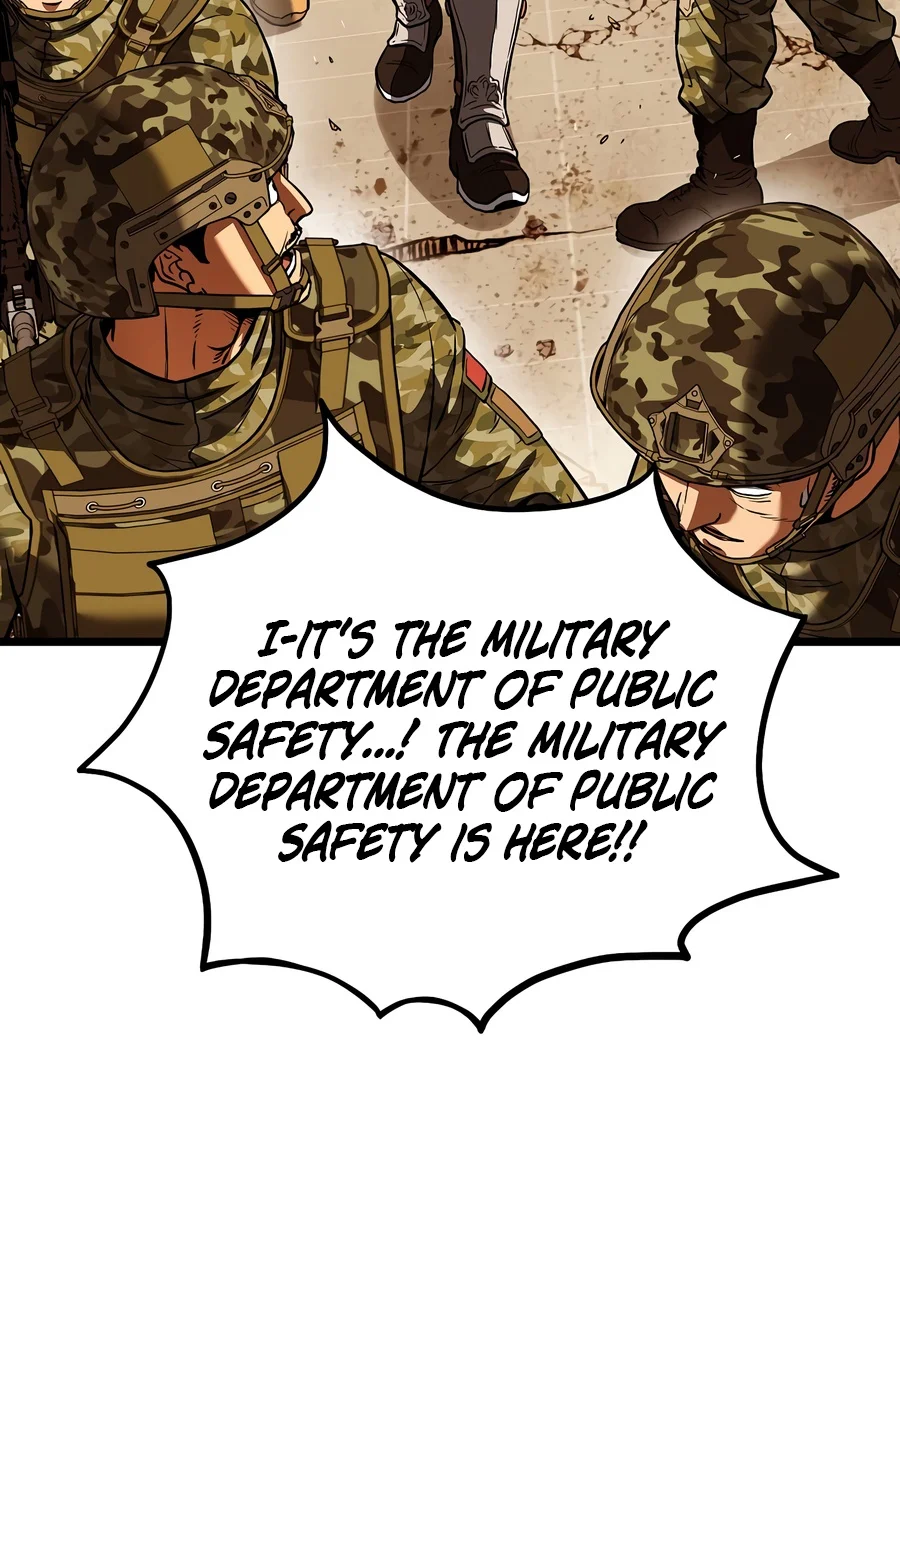 I-IT'S THE MILITARY
DEPARTMENT OF PUBLIC
SAFETY...! THE MILITARY
DEPARTMENT OF PUBLIC
SAFETY IS HERE!!